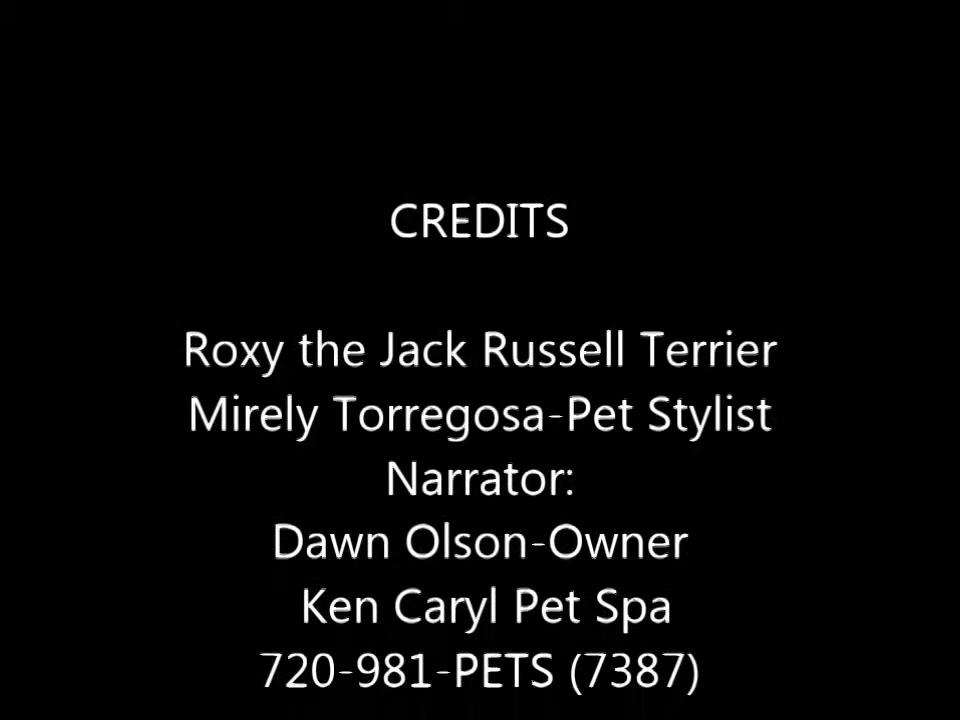 CREDITS
Roxy the Jack Russell Terrier
Mirely Torregosa-Pet Stylist
Narrator:
Dawn Olson-Owner
Ken Caryl Pet Spa
720-981-PETS (7387)